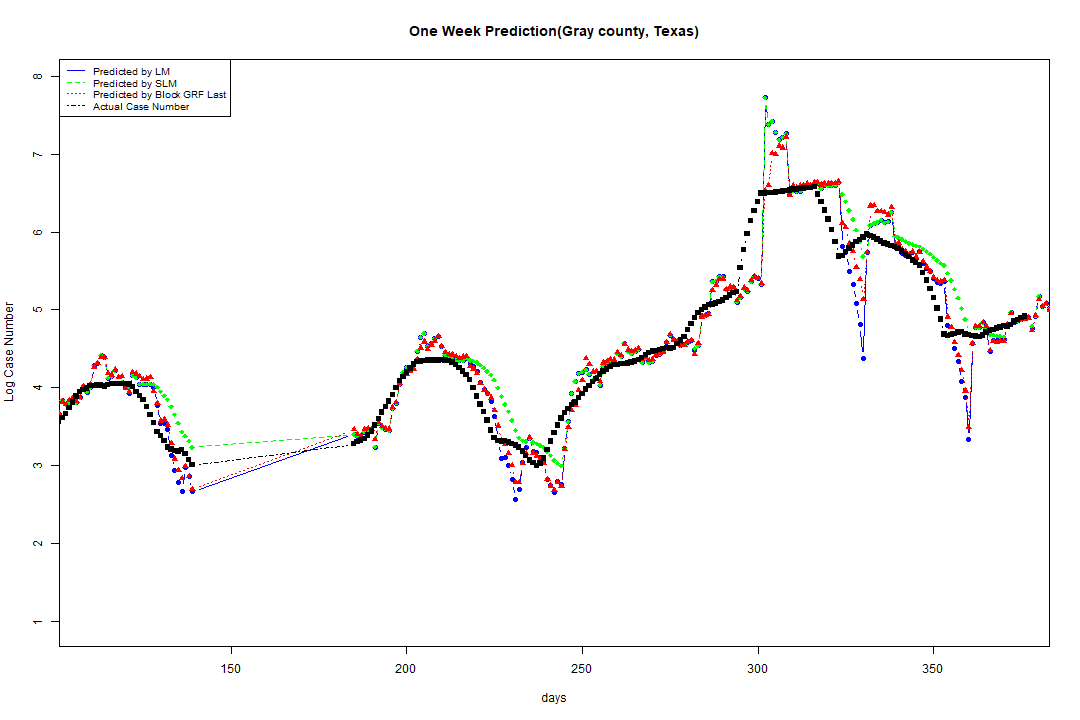 One Week Prediction(Gray county, Texas)
Predicted by LM
Predicted by SLM
Predicted by Block GRF Last
Actual Case Number
8
7
6
5
4
3
2
1
Log Case Number
150 200 250 300 350
days